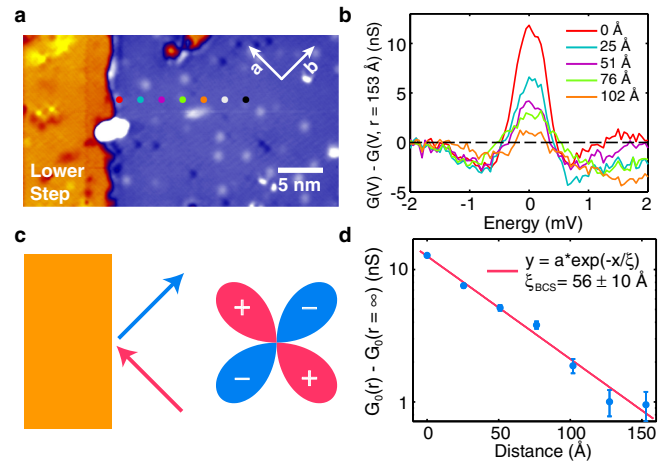 a
a
b
Lower
Step
5 nm
b
G(V) - G(V, r = 153 Å) (nS)
10
5
0
-5
-2
-1
0
1
2
Energy (mV)
0 Å
25 Å
51 Å
76 Å
102 Å
c
+
−
−
+
d
G₀(r) - G₀(r = ∞) (nS)
10
1
0
50
100
150
Distance (Å)
y = a*exp(-x/ξ)
ξBCS = 56 ± 10 Å